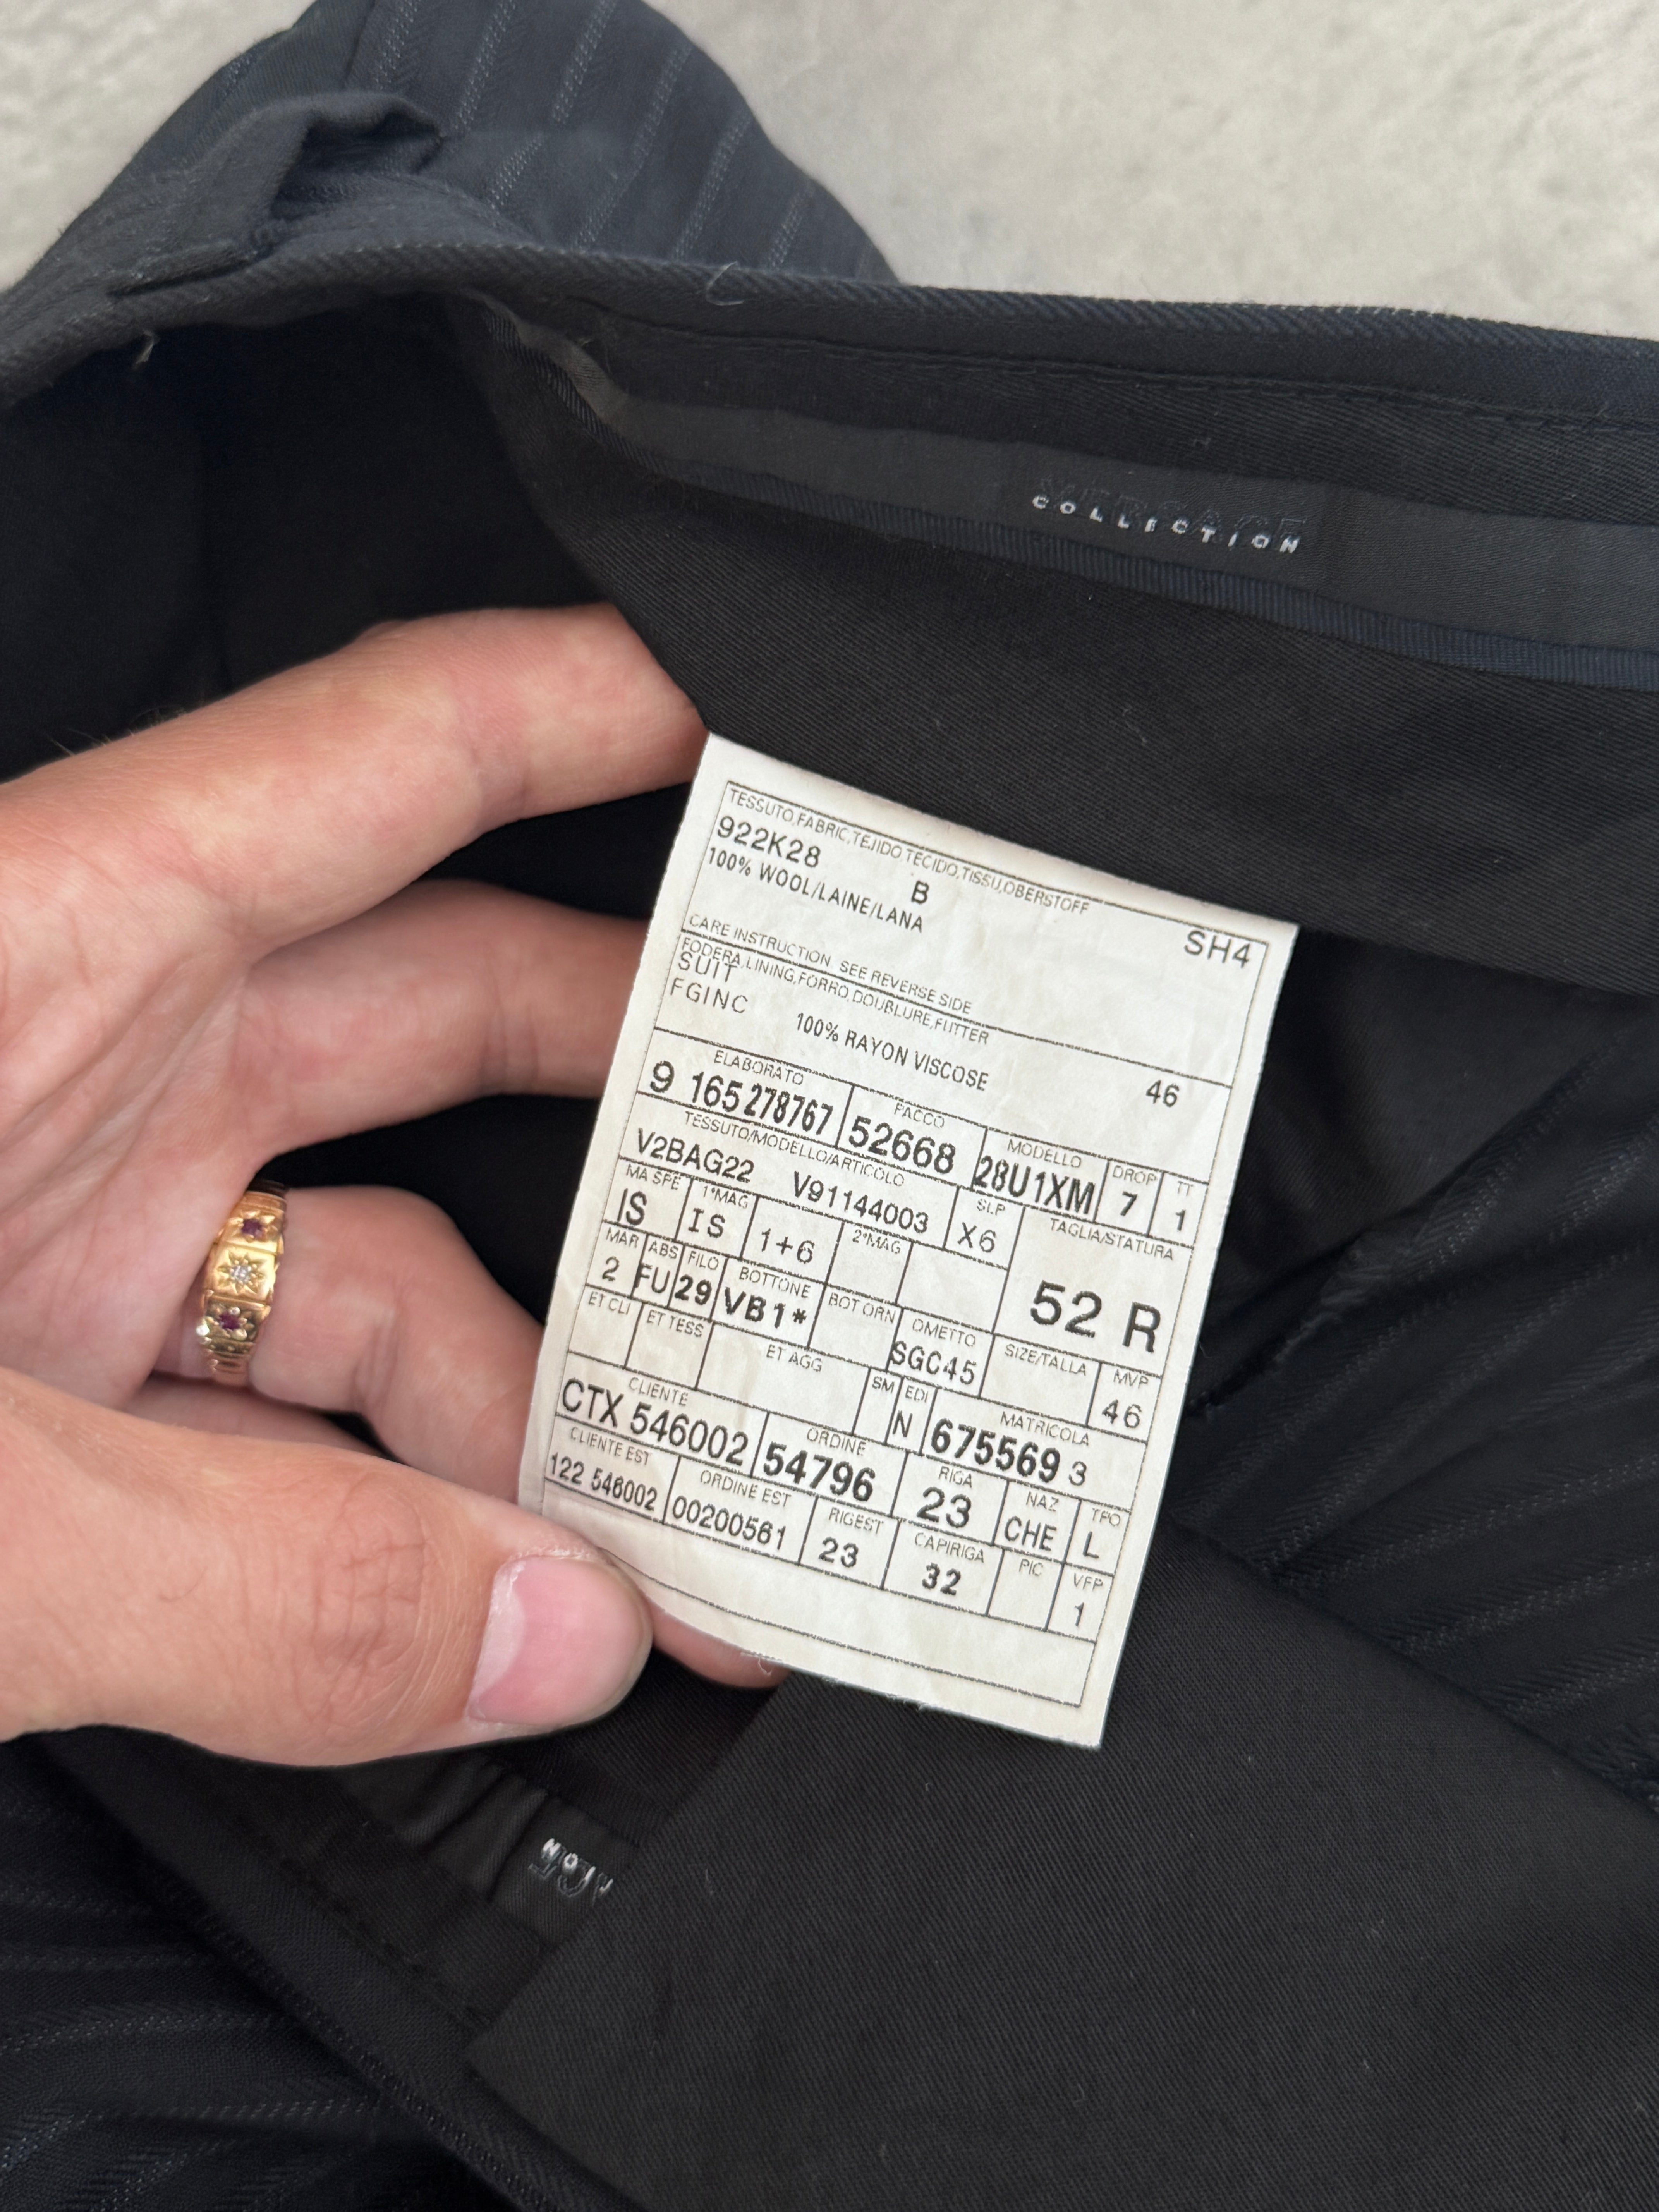 VERSACE
COLLECTION
TESSUTO,FABRIC,TEJIDO TECIDO,TISSU,OBERSTOFF
922K28 B SH4
100% WOOL/LAINE/LANA
CARE INSTRUCTION SEE REVERSE SIDE
FODERA,LINING,FORRO,DOUBLURE,FUTTER
SUIT
FGINC 100% RAYON VISCOSE 46
ELABORATO PACCO MODELLO DROP TT
9 165278767 52668 28U1XM 7 1
TESSUTO/MODELLO/ARTICOLO SLP TAGLIA/STATURA
V2BAG22 V91144003 X6 52 R
MA SPE 1°MAG 2°MAG
IS IS 1+6
MAR ABS FILO BOTTONE BOT ORN OMETTO SIZE/TALLA MVP
2 FU 29 VB1* SGC45 46
ET CLI ET TESS ET AGG SM EDI MATRICOLA
N 675569 3
CLIENTE ORDINE RIGA NAZ TPO
CTX 546002 54796 23 CHE L
CLIENTE EST ORDINE EST RIGEST CAPIRIGA PIC VFP
122 546002 00200561 23 32 1